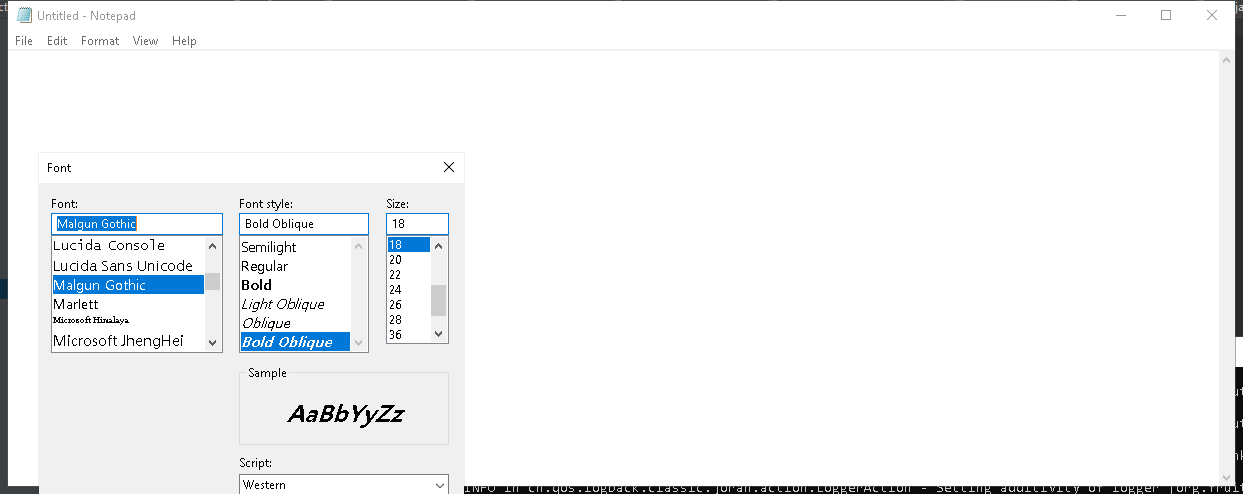 Untitled - Notepad
File Edit Format View Help
Font
Font: Font style: Size:
Malgun Gothic Bold Oblique 18
Lucida Console
Lucida Sans Unicode
Malgun Gothic
Marlett
Microsoft Himalaya
Microsoft JhengHei
Semilight
Regular
Bold
Light Oblique
Oblique
Bold Oblique
18
20
22
24
26
28
36
Sample
AaBbYyZz
Script:
Western
INFO in ch.qos.logback.classic.joran.action.LoggerAction - Setting additivity of logger